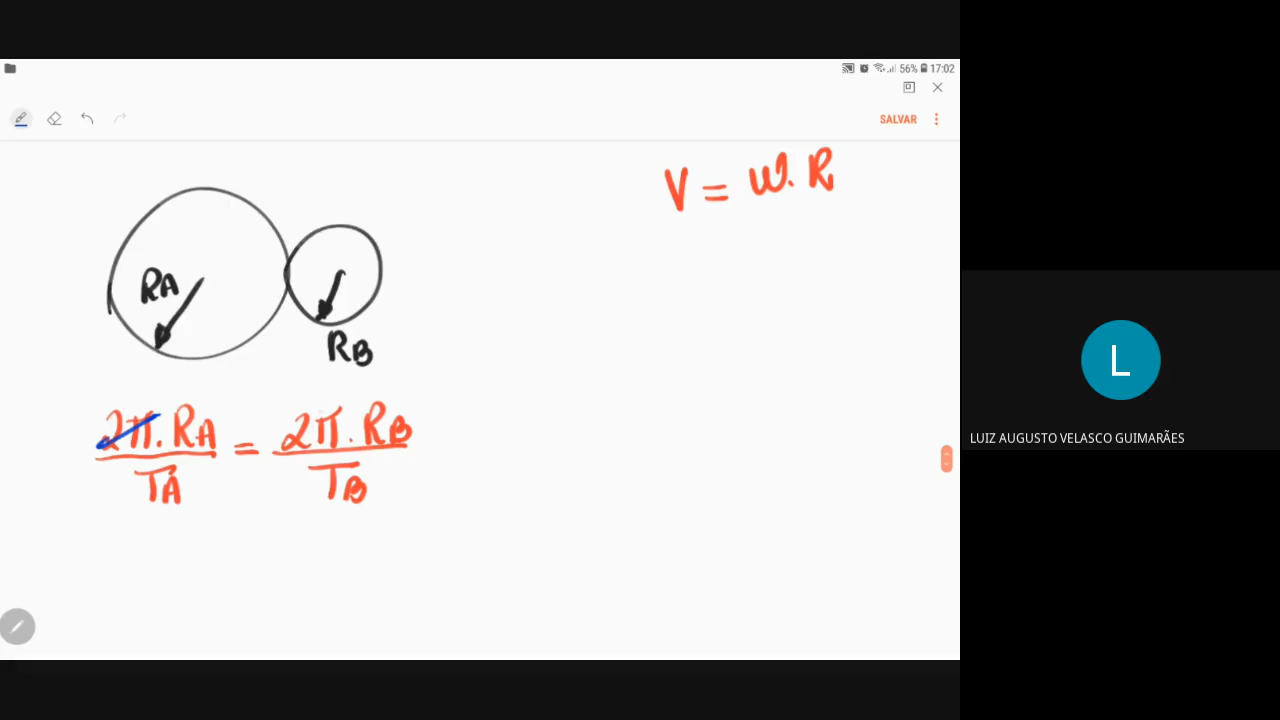 56% 17:02
SALVAR
V = W. R
RA
RB
2π. RA / TA = 2π. RB / TB
L
LUIZ AUGUSTO VELASCO GUIMARÃES